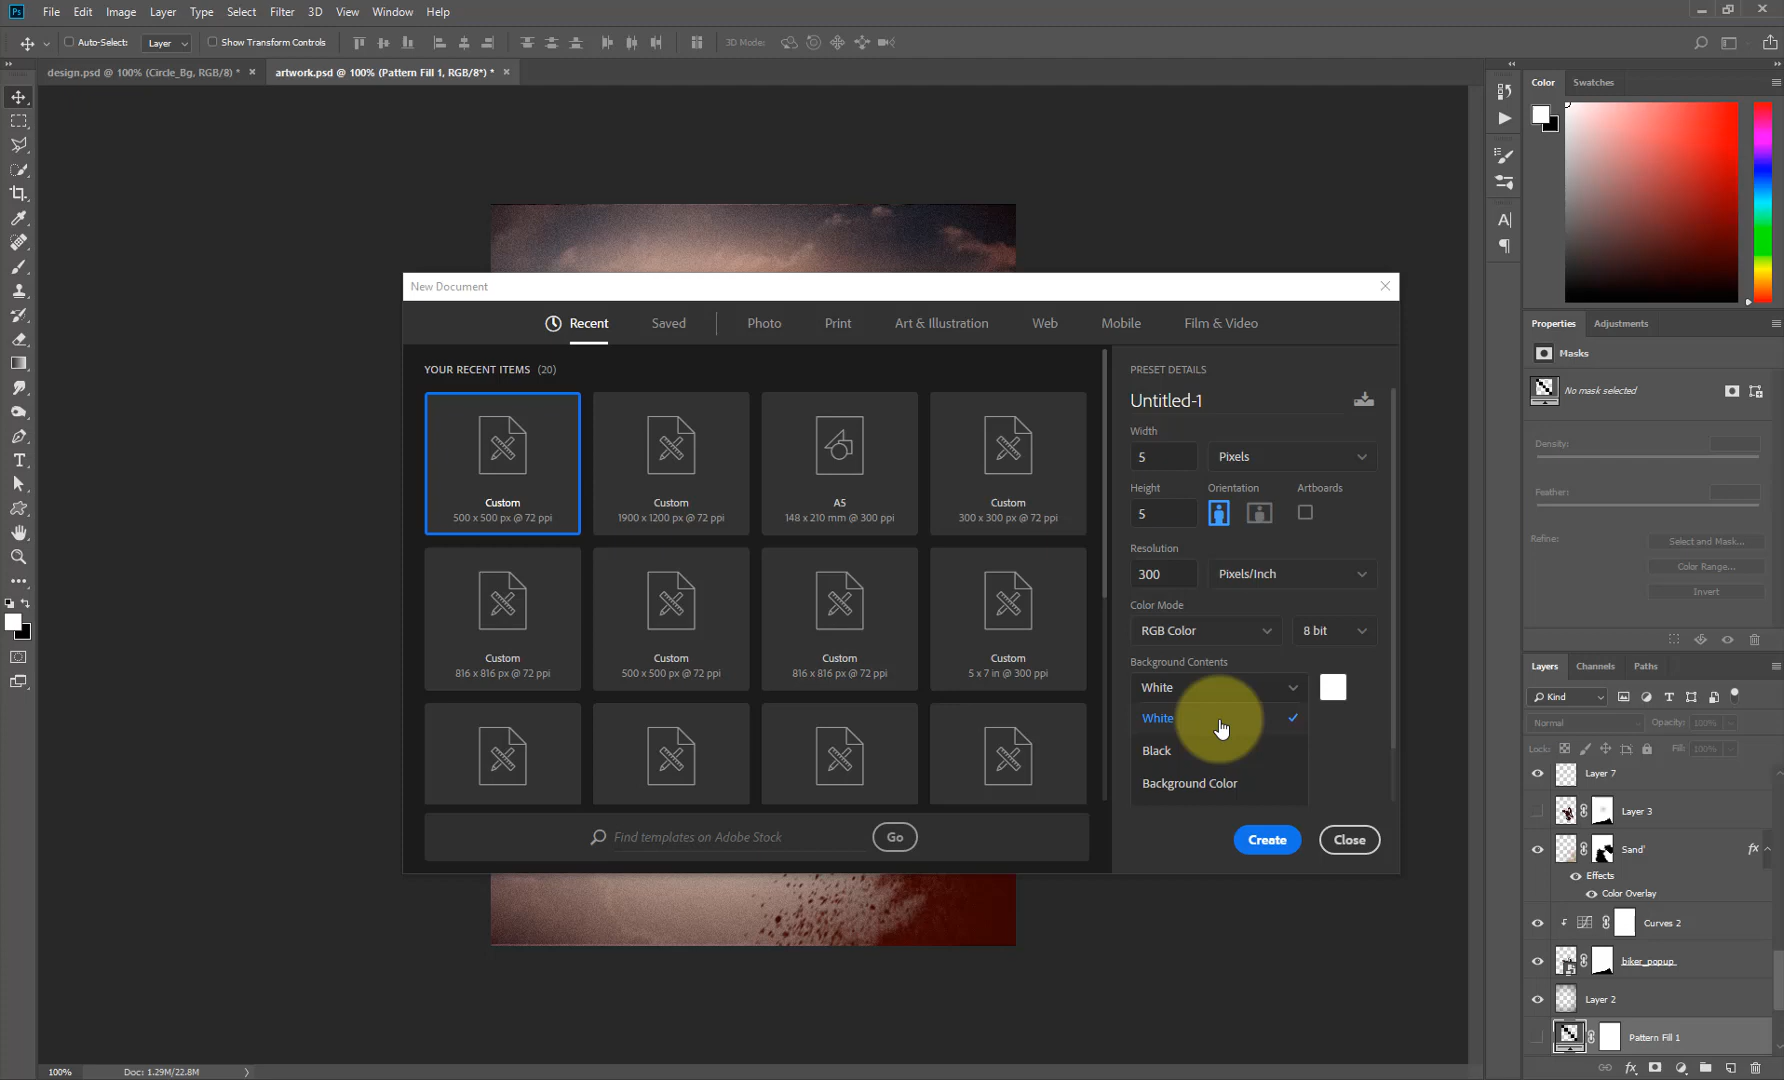 Ps File Edit Image Layer Type Select Filter 3D View Window Help
Auto-Select: Layer Show Transform Controls 3D Mode:
design.psd @ 100% (Circle_Bg, RGB/8) * × artwork.psd @ 100% (Pattern Fill 1, RGB/8*) * ×
New Document
Recent Saved Photo Print Art & Illustration Web Mobile Film & Video
YOUR RECENT ITEMS (20)
Custom
500 x 500 px @ 72 ppi
Custom
1900 x 1200 px @ 72 ppi
A5
148 x 210 mm @ 300 ppi
Custom
300 x 300 px @ 72 ppi
Custom
816 x 816 px @ 72 ppi
Custom
500 x 500 px @ 72 ppi
Custom
816 x 816 px @ 72 ppi
Custom
5 x 7 in @ 300 ppi
Find templates on Adobe Stock Go
PRESET DETAILS
Untitled-1
Width
5 Pixels
Height Orientation Artboards
5
Resolution
300 Pixels/Inch
Color Mode
RGB Color 8 bit
Background Contents
White
White
Black
Background Color
Create Close
Color Swatches
Properties Adjustments
Masks
No mask selected
Density:
Feather:
Refine: Select and Mask...
Color Range...
Invert
Layers Channels Paths
Kind
Normal Opacity: 100%
Lock: Fill: 100%
Layer 7
Layer 3
Sand' fx
Effects
Color Overlay
Curves 2
biker_popup
Layer 2
Pattern Fill 1
fx
100% Doc: 1.29M/22.8M